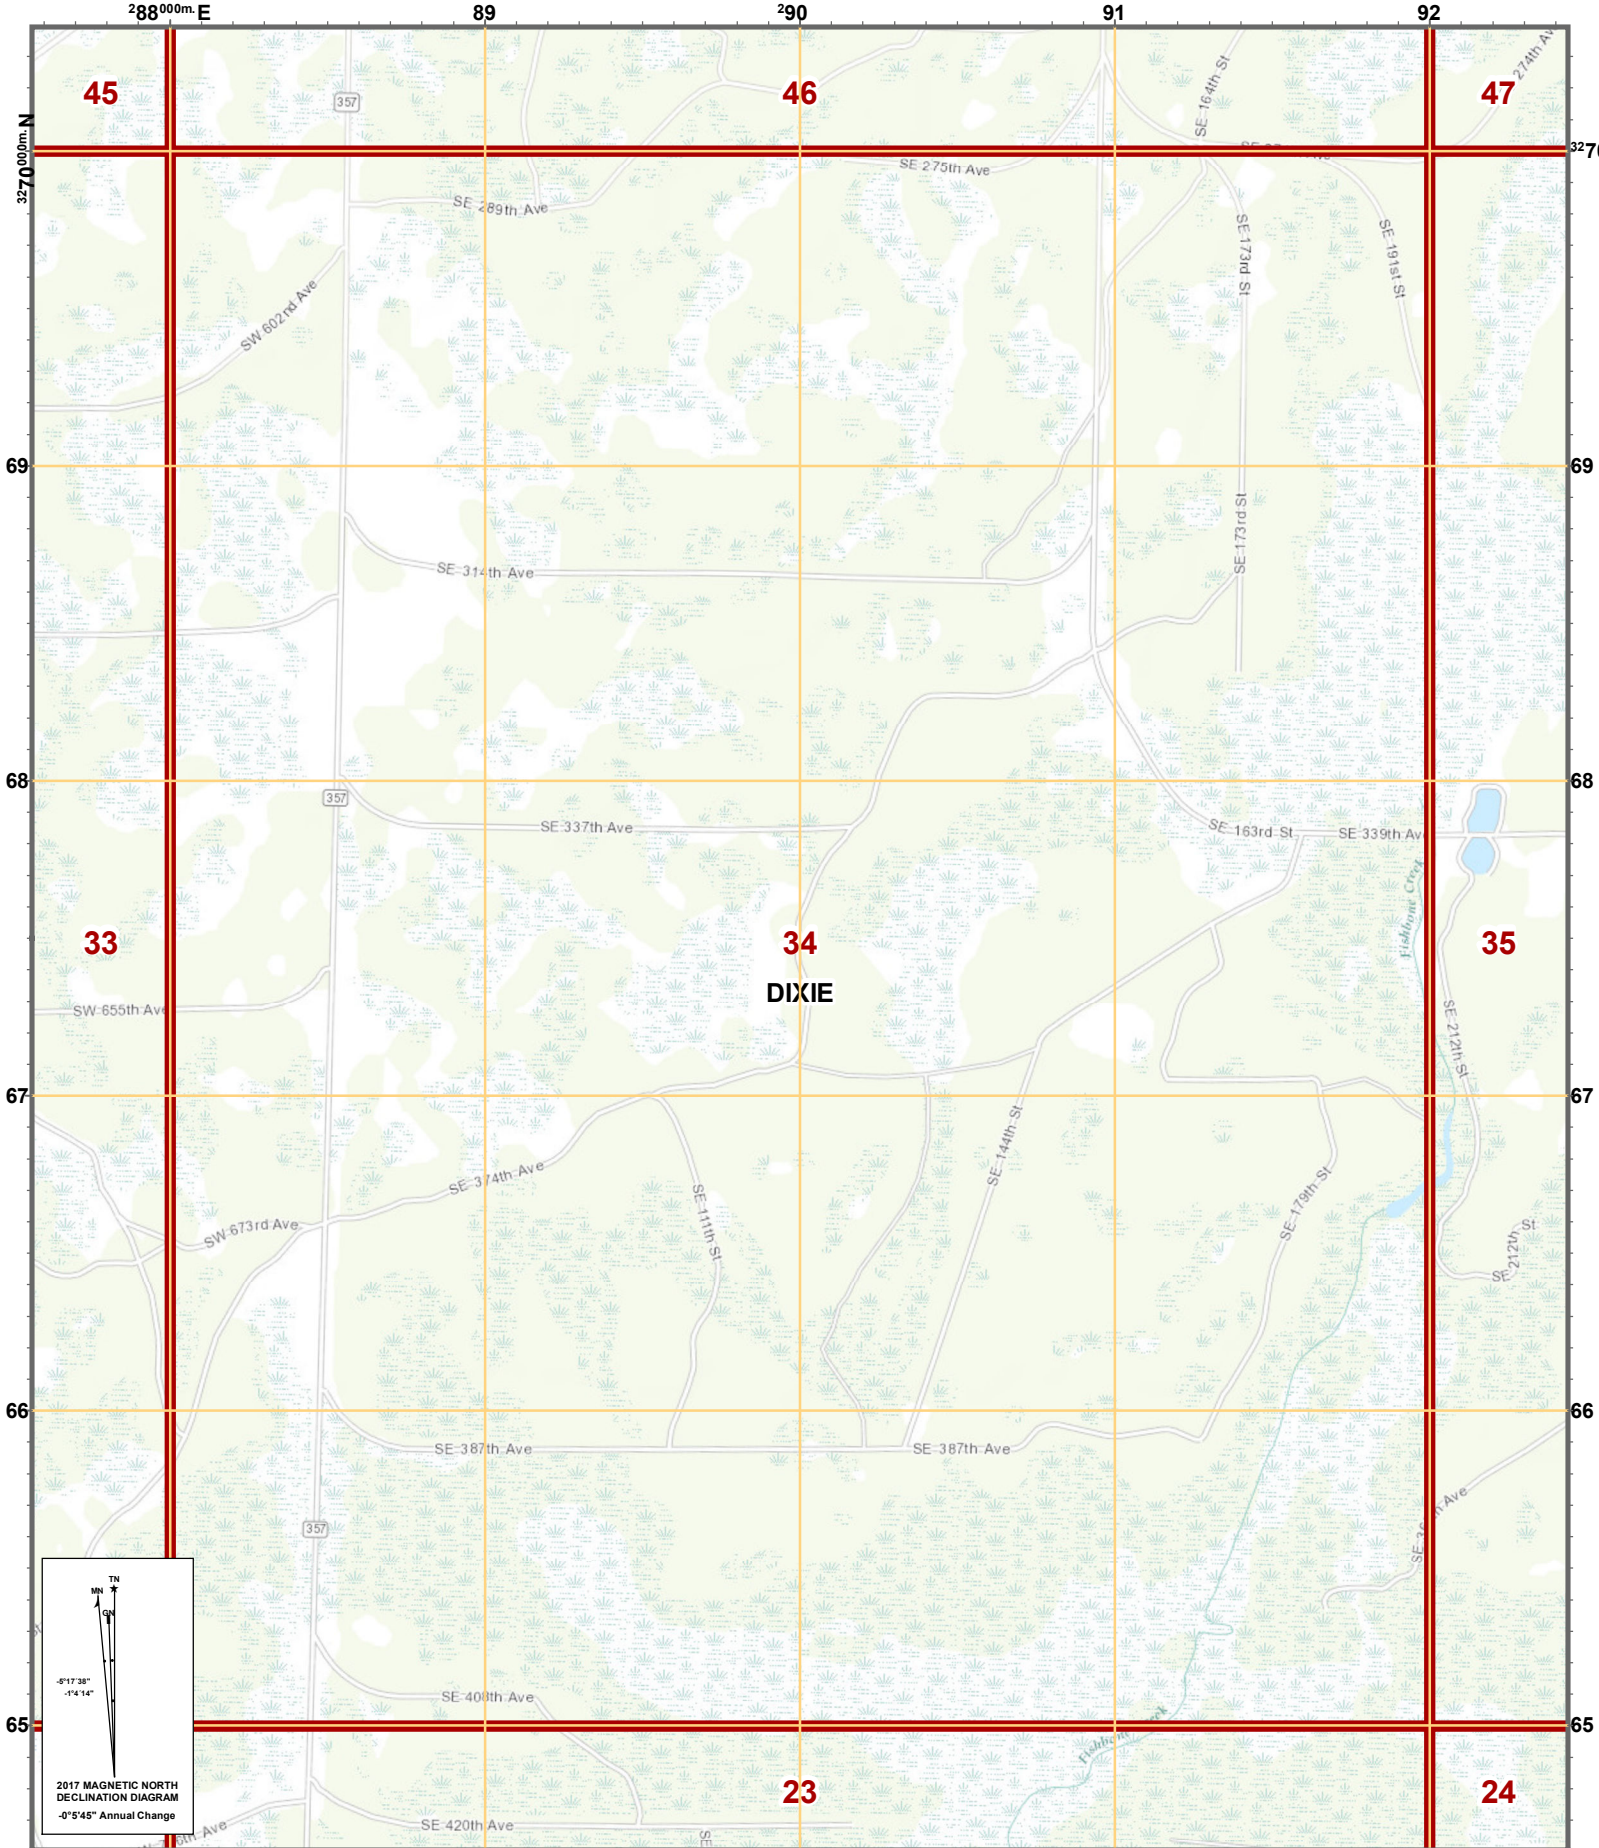 288000m. E
89
290
91
92
45
46
47
357
SE 164th St
274th Av
3270000m. N
3270
SE 275th Ave
SE 289th Ave
SE 173rd St
SE 191st St
SW 602nd Ave
69
69
SE 173rd St
SE 314th Ave
68
68
357
SE 337th Ave
SE 163rd St
SE 339th Ave
Fishbone Creek
33
34
35
DIXIE
SW 655th Ave
SE 212th St
67
67
SE 144th St
SE 374th Ave
SE 111th St
SE 179th St
SW 673rd Ave
SE 212th St
66
66
SE 387th Ave
SE 387th Ave
357
TN
MN
GN
-5°17'38"
-1°4'14"
SE 408th Ave
65
65
Fishbone Creek
2017 MAGNETIC NORTH
DECLINATION DIAGRAM
-0°5'45" Annual Change
23
24
SE 420th Ave
SE